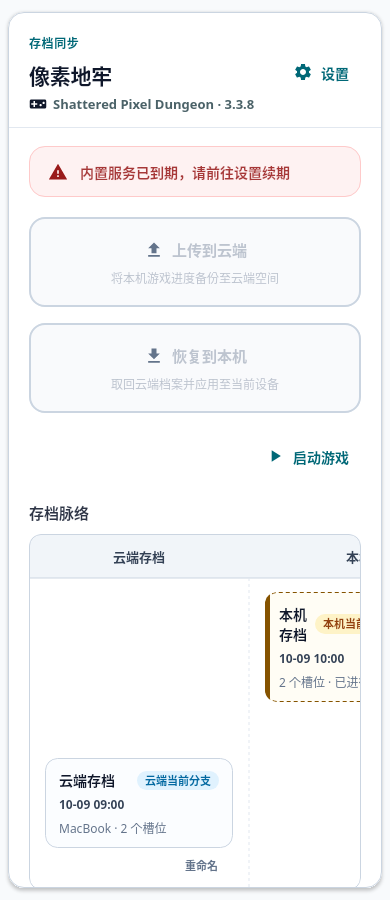 存档同步
像素地牢
设置
Shattered Pixel Dungeon · 3.3.8
内置服务已到期，请前往设置续期
上传到云端
将本机游戏进度备份至云端空间
恢复到本机
取回云端档案并应用至当前设备
启动游戏
存档脉络
云端存档
本
本机
存档
本机当前
10-09 10:00
2 个槽位 · 已进
云端存档
云端当前分支
10-09 09:00
MacBook · 2 个槽位
重命名